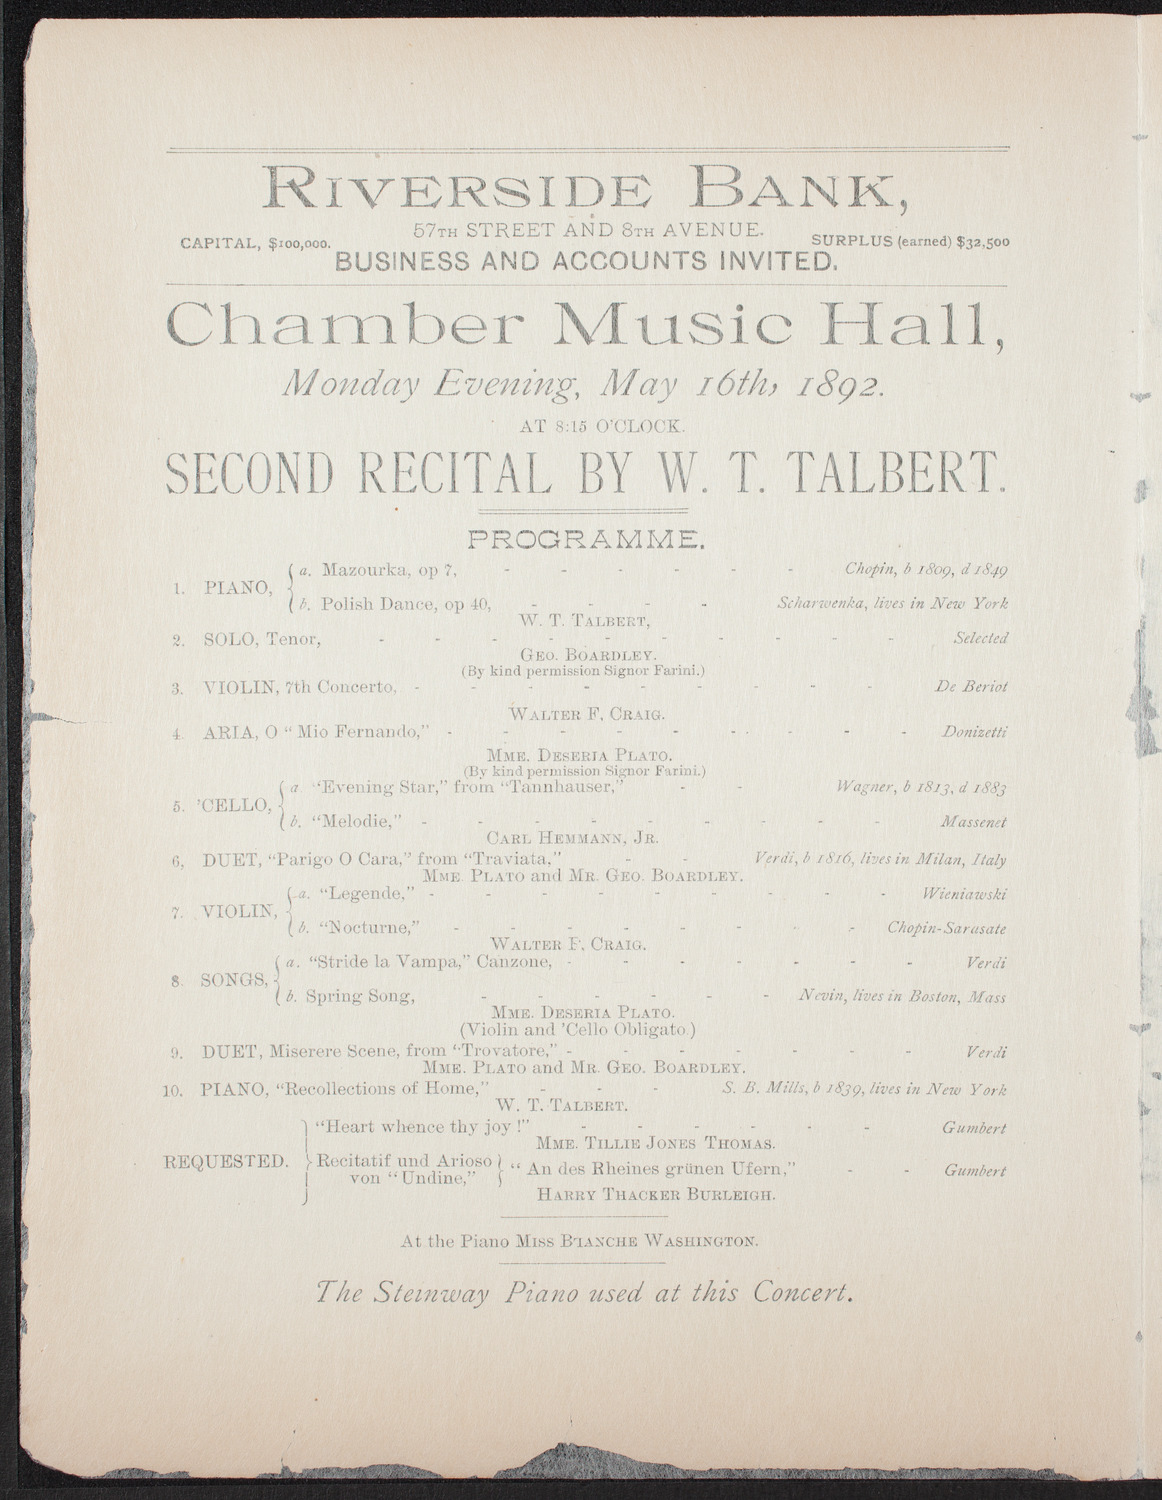 RIVERSIDE BANK,
57TH STREET AND 8TH AVENUE.
CAPITAL, $100,000. SURPLUS (earned) $32,500
BUSINESS AND ACCOUNTS INVITED.
Chamber Music Hall,
Monday Evening, May 16th, 1892.
AT 8:15 O'CLOCK.
SECOND RECITAL BY W. T. TALBERT.
PROGRAMME.
1. PIANO, { a. Mazourka, op 7, - - - - - - Chopin, b 1809, d 1849
b. Polish Dance, op 40, - - - - Scharwenka, lives in New York
W. T. TALBERT,
2. SOLO, Tenor, - - - - - - - - - - Selected
GEO. BOARDLEY.
(By kind permission Signor Farini.)
3. VIOLIN, 7th Concerto, - - - - - - - - - De Beriot
WALTER F. CRAIG.
4. ARIA, O “ Mio Fernando,” - - - - - - - - - Donizetti
MME. DESERIA PLATO.
(By kind permission Signor Farini.)
5. 'CELLO, { a “Evening Star,” from “Tannhauser,” - - Wagner, b 1813, d 1883
b. “Melodie,” - - - - - - - - - Massenet
CARL HEMMANN, JR.
6, DUET, “Parigo O Cara,” from “Traviata,” - - Verdi, b 1816, lives in Milan, Italy
MME. PLATO and MR. GEO. BOARDLEY.
7. VIOLIN, { a. “Legende,” - - - - - - - - - Wieniawski
b. “Nocturne,” - - - - - - - - Chopin-Sarasate
WALTER F. CRAIG.
8. SONGS, { a. “Stride la Vampa,” Canzone, - - - - - - - Verdi
b. Spring Song, - - - - - - Nevin, lives in Boston, Mass
MME. DESERIA PLATO.
(Violin and 'Cello Obligato.)
9. DUET, Miserere Scene, from “Trovatore,” - - - - - - - Verdi
MME. PLATO and MR. GEO. BOARDLEY.
10. PIANO, “Recollections of Home,” - - - S. B. Mills, b 1839, lives in New York
W. T. TALBERT.
“Heart whence thy joy !” - - - - - - Gumbert
MME. TILLIE JONES THOMAS.
REQUESTED. } Recitatif und Arioso von “Undine,” } “ An des Rheines grünen Ufern,” - - Gumbert
HARRY THACKER BURLEIGH.
At the Piano MISS BIANCHE WASHINGTON.
The Steinway Piano used at this Concert.